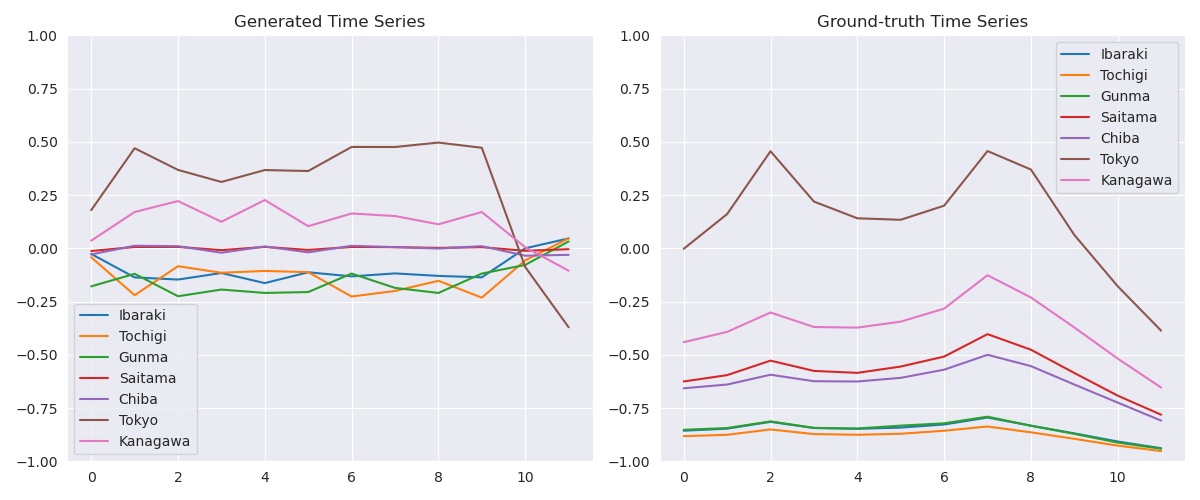 Generated Time Series
1.00
0.75
0.50
0.25
0.00
−0.25
−0.50
−0.75
−1.00
0 2 4 6 8 10
Ibaraki
Tochigi
Gunma
Saitama
Chiba
Tokyo
Kanagawa
Ground-truth Time Series
1.00
0.75
0.50
0.25
0.00
−0.25
−0.50
−0.75
−1.00
0 2 4 6 8 10
Ibaraki
Tochigi
Gunma
Saitama
Chiba
Tokyo
Kanagawa